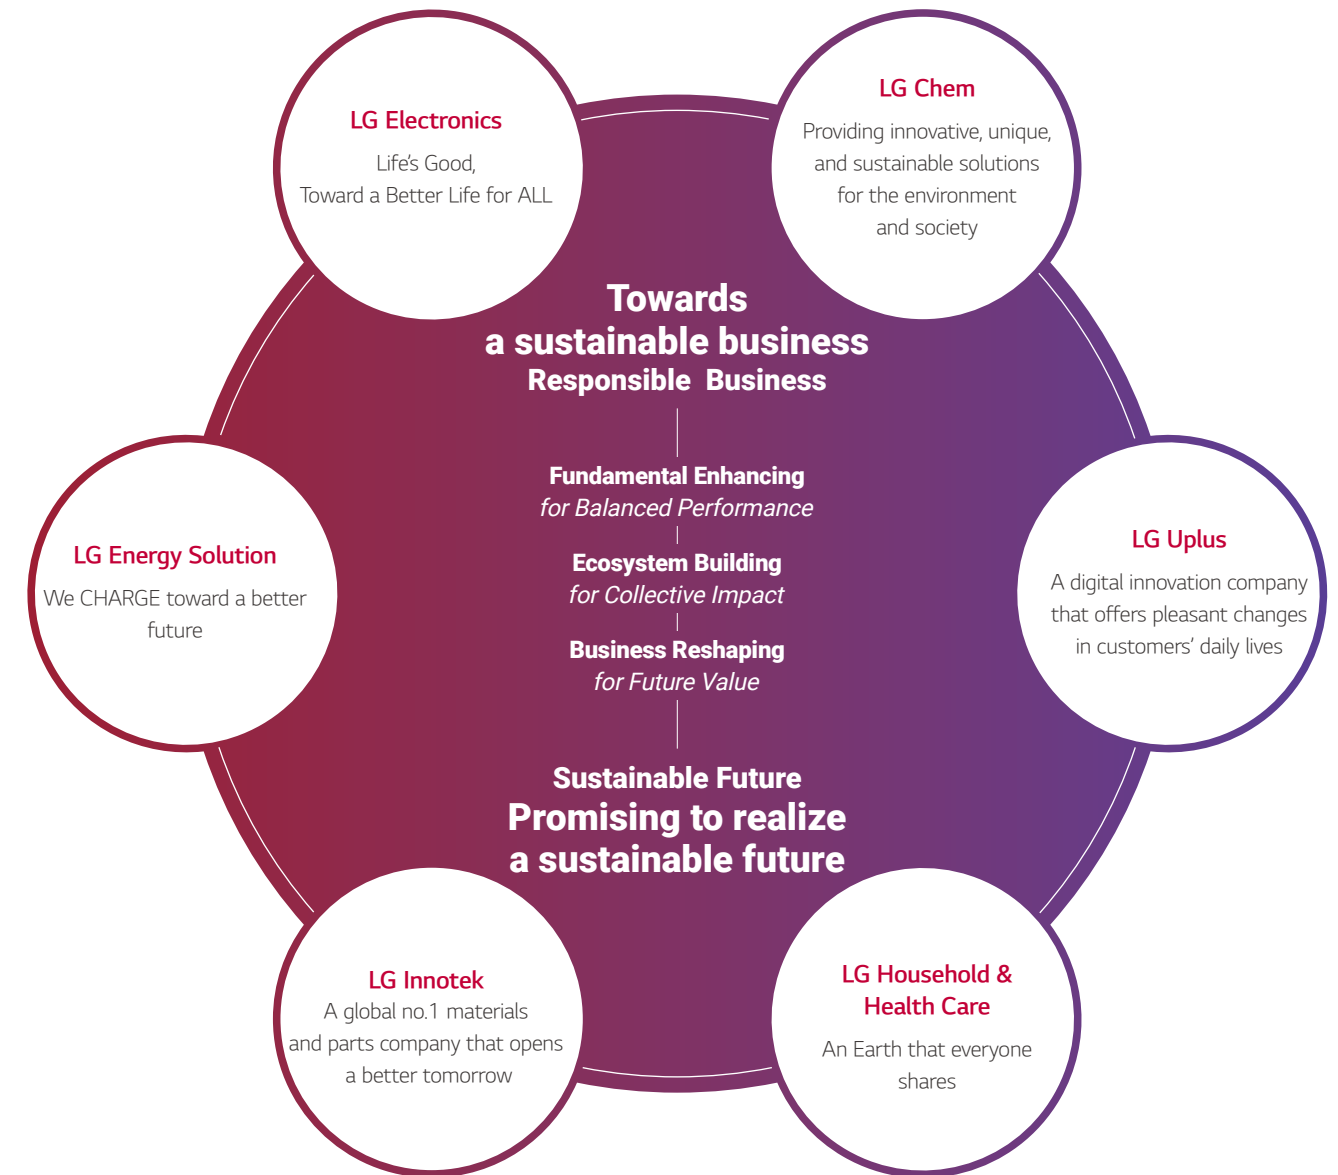 LG Electronics
Life's Good,
Toward a Better Life for ALL
LG Chem
Providing innovative, unique,
and sustainable solutions
for the environment
and society
Towards
a sustainable business
Responsible Business
Fundamental Enhancing
for Balanced Performance
Ecosystem Building
for Collective Impact
Business Reshaping
for Future Value
Sustainable Future
Promising to realize
a sustainable future
LG Energy Solution
We CHARGE toward a better
future
LG Uplus
A digital innovation company
that offers pleasant changes
in customers' daily lives
LG Innotek
A global no.1 materials
and parts company that opens
a better tomorrow
LG Household &
Health Care
An Earth that everyone
shares